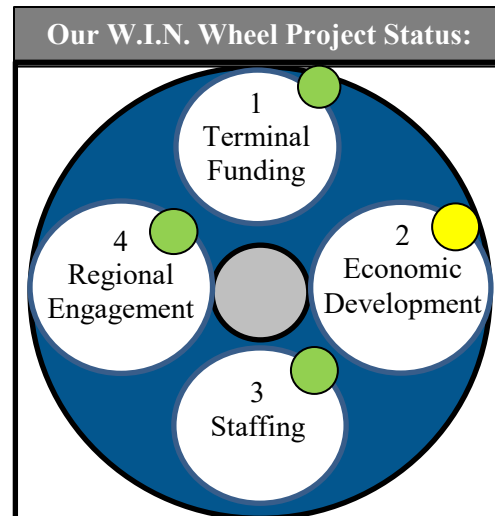 Our W.I.N. Wheel Project Status:
1
Terminal
Funding
2
Economic
Development
3
Staffing
4
Regional
Engagement